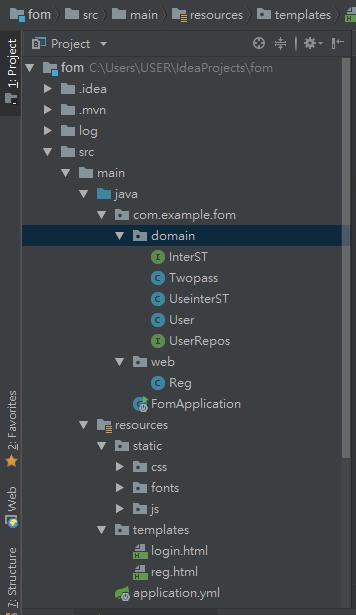 fom src main resources templates
Project
fom C:\Users\USER\IdeaProjects\fom
.idea
.mvn
log
src
main
java
com.example.fom
domain
InterST
Twopass
UseinterST
User
UserRepos
web
Reg
FomApplication
resources
static
css
fonts
js
templates
login.html
reg.html
application.yml
1: Project
2: Favorites
Web
7: Structure